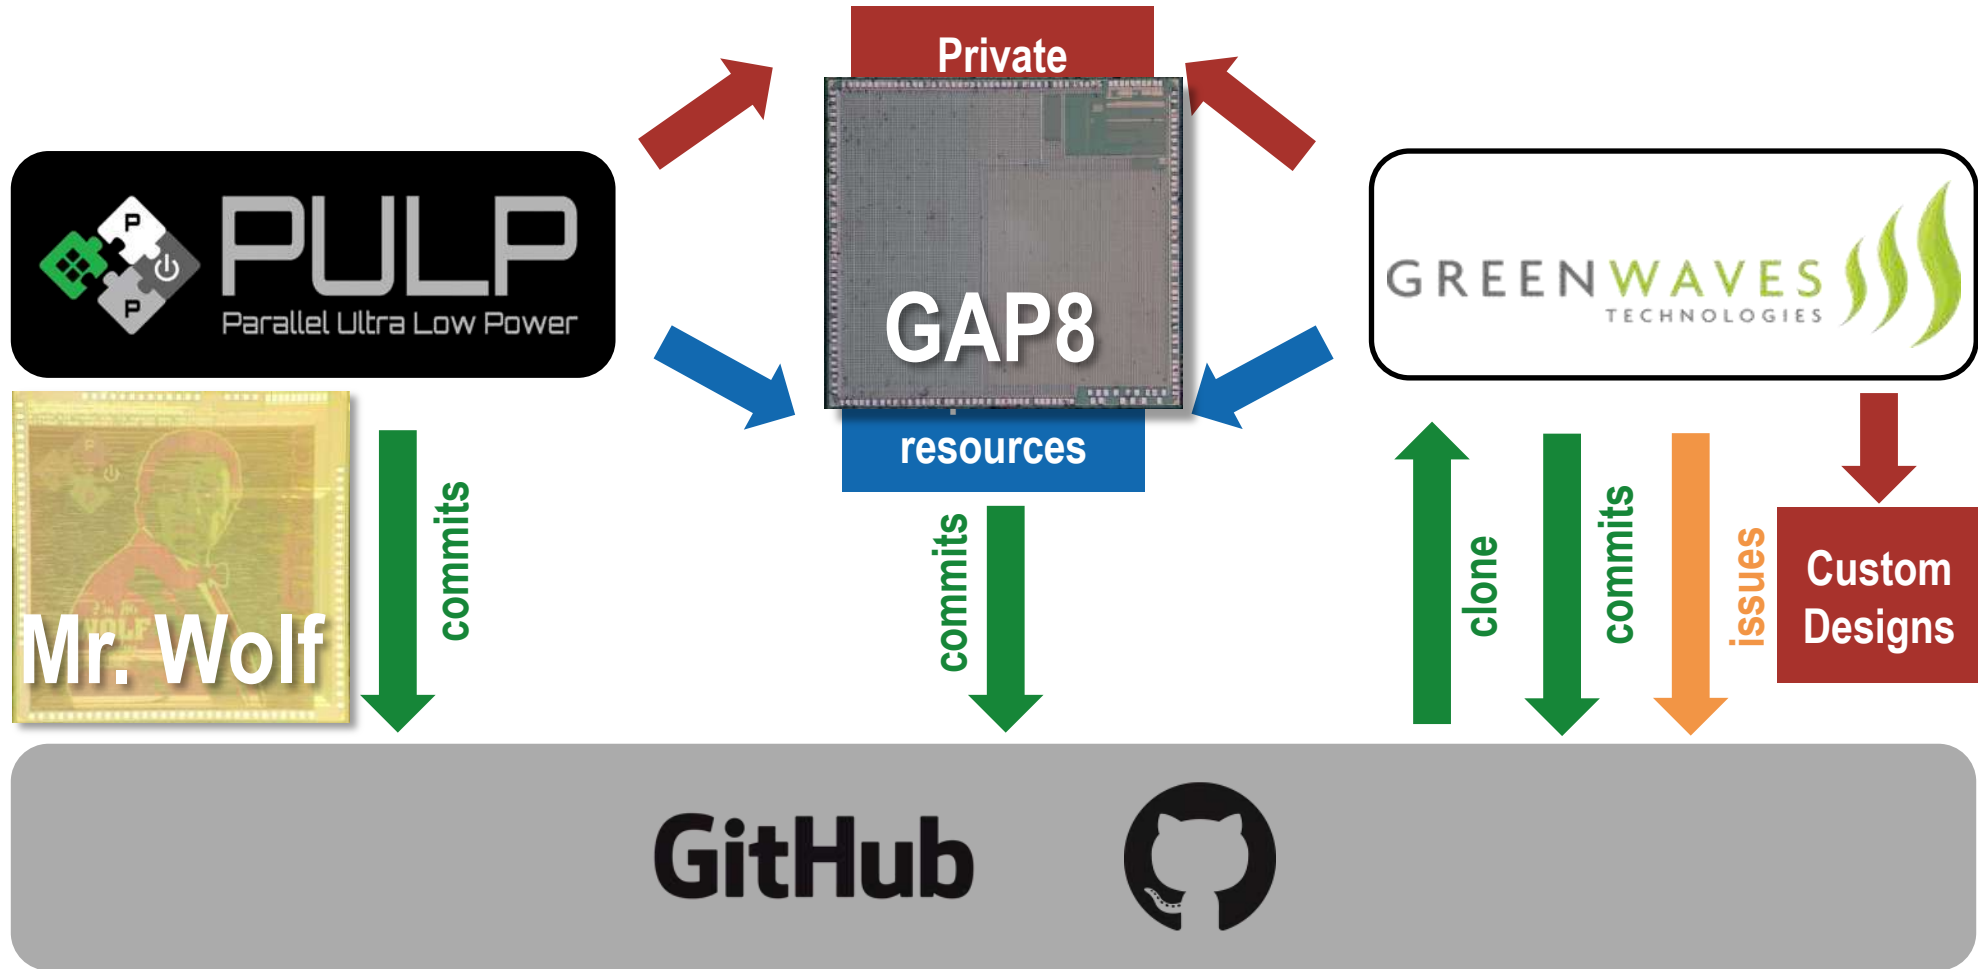 Private
P
P
PULP
Parallel Ultra Low Power
GAP8
GREENWAVES
TECHNOLOGIES
resources
Mr. Wolf
commits
commits
clone
commits
issues
Custom
Designs
GitHub